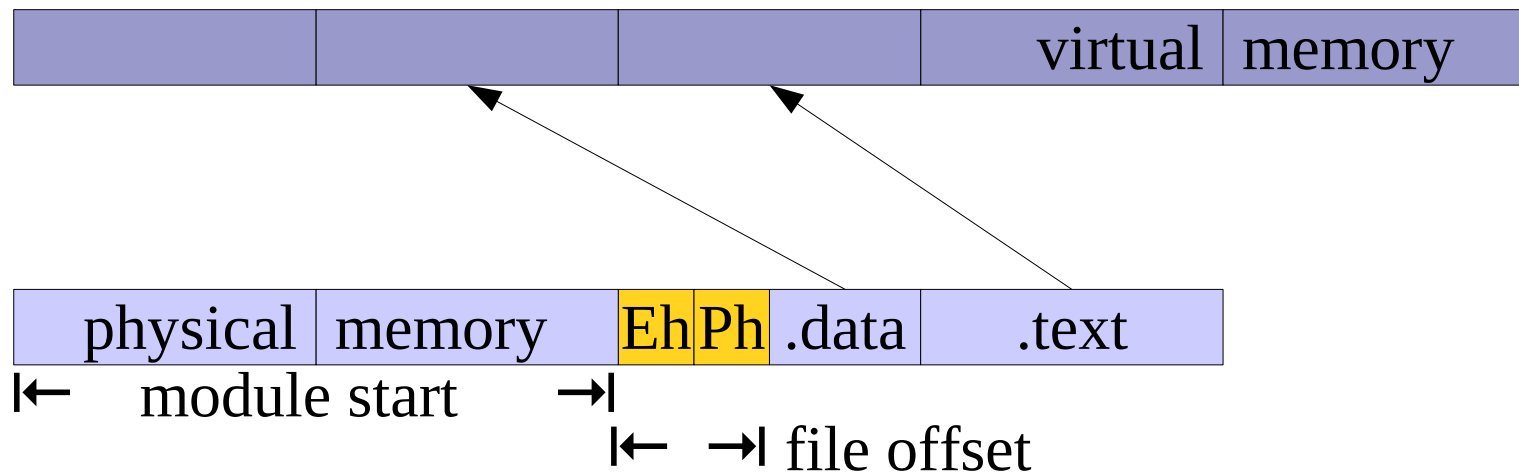 virtual memory
physical memory Eh Ph .data .text
module start
file offset